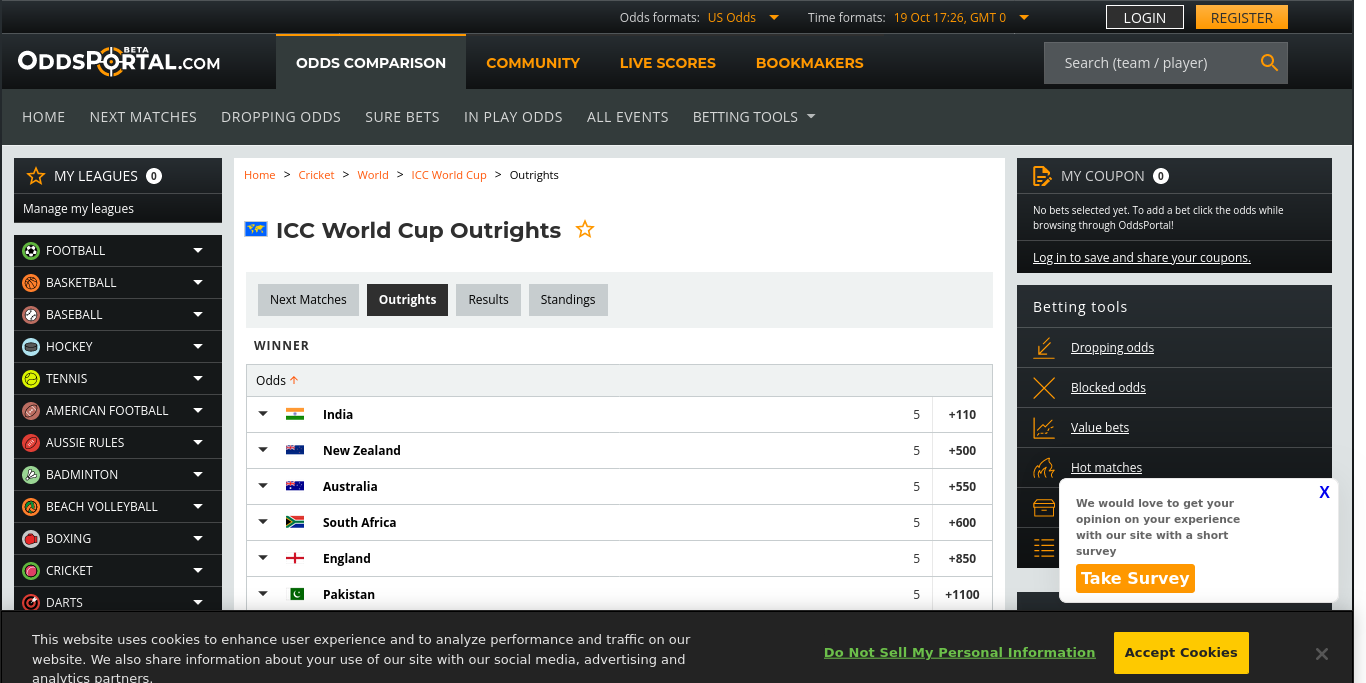 Odds formats: US Odds
Time formats: 19 Oct 17:26, GMT 0
LOGIN
REGISTER
ODDSPORTAL.COM
BETA
ODDS COMPARISON
COMMUNITY
LIVE SCORES
BOOKMAKERS
Search (team / player)
HOME
NEXT MATCHES
DROPPING ODDS
SURE BETS
IN PLAY ODDS
ALL EVENTS
BETTING TOOLS
MY LEAGUES 0
Manage my leagues
FOOTBALL
BASKETBALL
BASEBALL
HOCKEY
TENNIS
AMERICAN FOOTBALL
AUSSIE RULES
BADMINTON
BEACH VOLLEYBALL
BOXING
CRICKET
DARTS
Home > Cricket > World > ICC World Cup > Outrights
ICC World Cup Outrights
Next Matches
Outrights
Results
Standings
WINNER
Odds
India 5 +110
New Zealand 5 +500
Australia 5 +550
South Africa 5 +600
England 5 +850
Pakistan 5 +1100
MY COUPON 0
No bets selected yet. To add a bet click the odds while
browsing through OddsPortal!
Log in to save and share your coupons.
Betting tools
Dropping odds
Blocked odds
Value bets
Hot matches
X
We would love to get your
opinion on your experience
with our site with a short
survey
Take Survey
This website uses cookies to enhance user experience and to analyze performance and traffic on our
website. We also share information about your use of our site with our social media, advertising and
analytics partners.
Do Not Sell My Personal Information
Accept Cookies